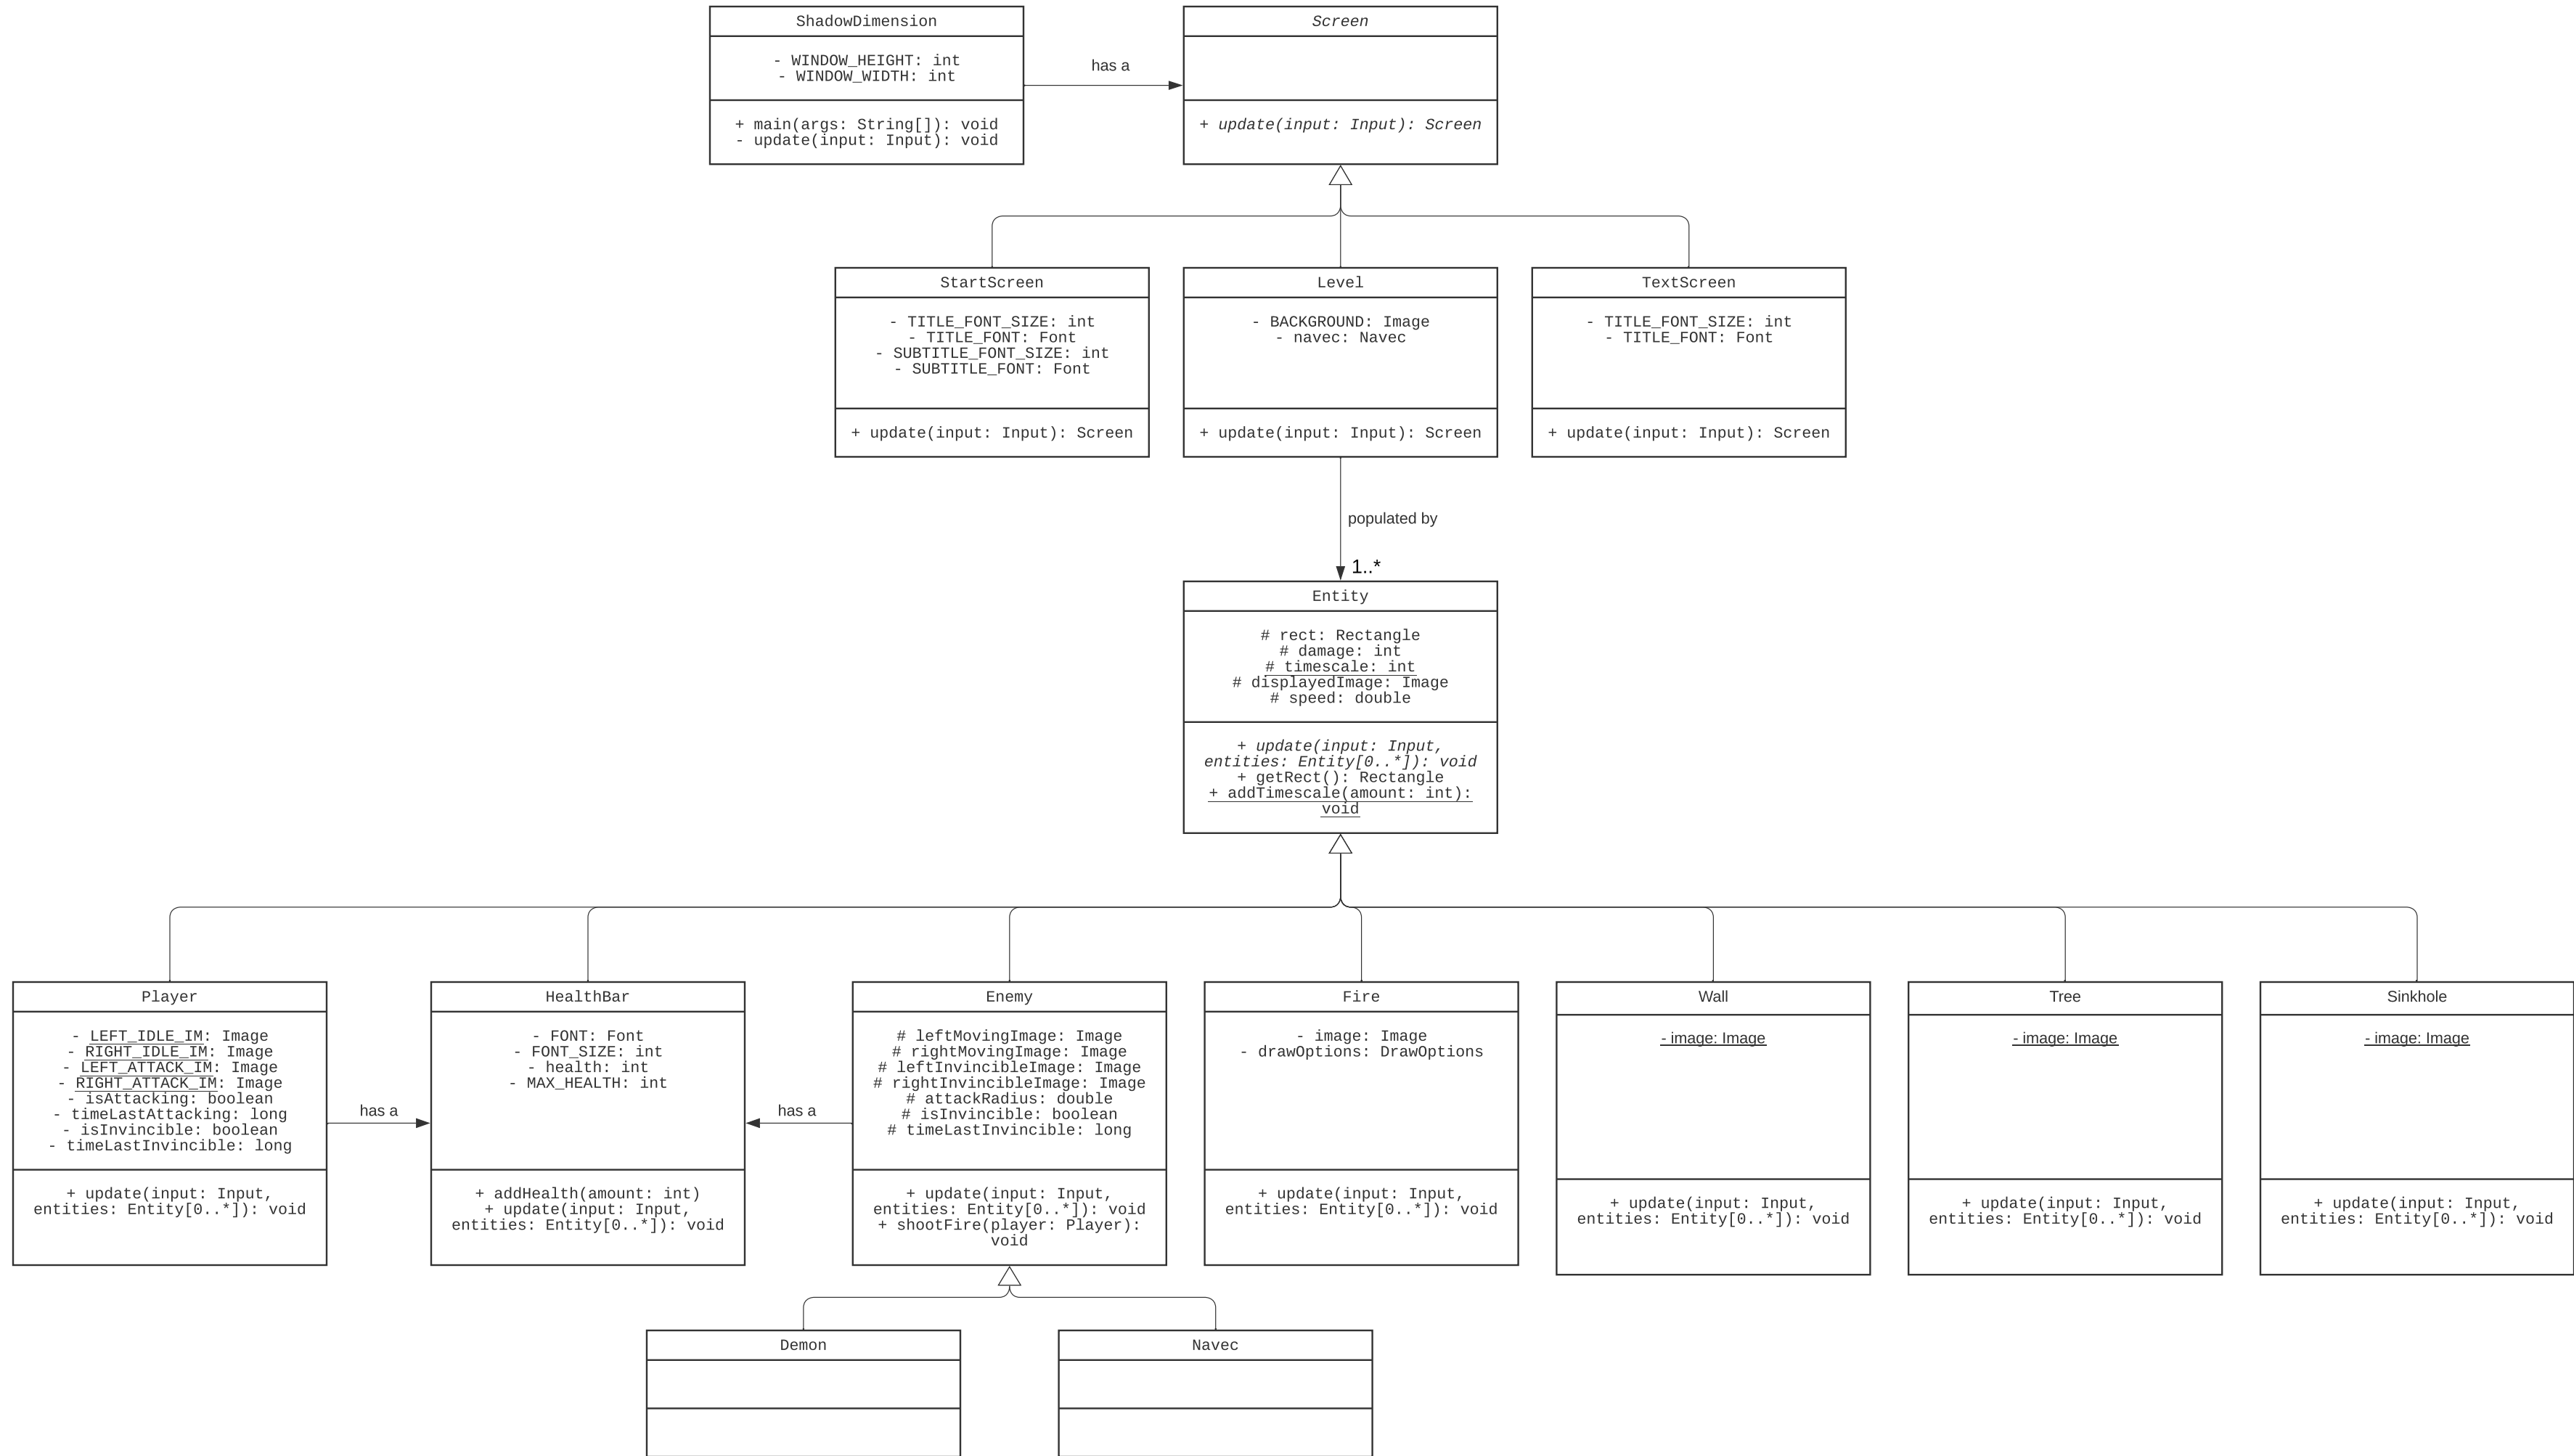 ShadowDimension
- WINDOW_HEIGHT: int
- WINDOW_WIDTH: int
+ main(args: String[]): void
- update(input: Input): void
has a
Screen
+ update(input: Input): Screen
StartScreen
- TITLE_FONT_SIZE: int
- TITLE_FONT: Font
- SUBTITLE_FONT_SIZE: int
- SUBTITLE_FONT: Font
+ update(input: Input): Screen
Level
- BACKGROUND: Image
- navec: Navec
+ update(input: Input): Screen
TextScreen
- TITLE_FONT_SIZE: int
- TITLE_FONT: Font
+ update(input: Input): Screen
populated by
1..*
Entity
# rect: Rectangle
# damage: int
# timescale: int
# displayedImage: Image
# speed: double
+ update(input: Input,
entities: Entity[0..*]): void
+ getRect(): Rectangle
+ addTimescale(amount: int):
void
Player
- LEFT_IDLE_IM: Image
- RIGHT_IDLE_IM: Image
- LEFT_ATTACK_IM: Image
- RIGHT_ATTACK_IM: Image
- isAttacking: boolean
- timeLastAttacking: long
- isInvincible: boolean
- timeLastInvincible: long
+ update(input: Input,
entities: Entity[0..*]): void
has a
HealthBar
- FONT: Font
- FONT_SIZE: int
- health: int
- MAX_HEALTH: int
+ addHealth(amount: int)
+ update(input: Input,
entities: Entity[0..*]): void
has a
Enemy
# leftMovingImage: Image
# rightMovingImage: Image
# leftInvincibleImage: Image
# rightInvincibleImage: Image
# attackRadius: double
# isInvincible: boolean
# timeLastInvincible: long
+ update(input: Input,
entities: Entity[0..*]): void
+ shootFire(player: Player):
void
Fire
- image: Image
- drawOptions: DrawOptions
+ update(input: Input,
entities: Entity[0..*]): void
Wall
- image: Image
+ update(input: Input,
entities: Entity[0..*]): void
Tree
- image: Image
+ update(input: Input,
entities: Entity[0..*]): void
Sinkhole
- image: Image
+ update(input: Input,
entities: Entity[0..*]): void
Demon
Navec